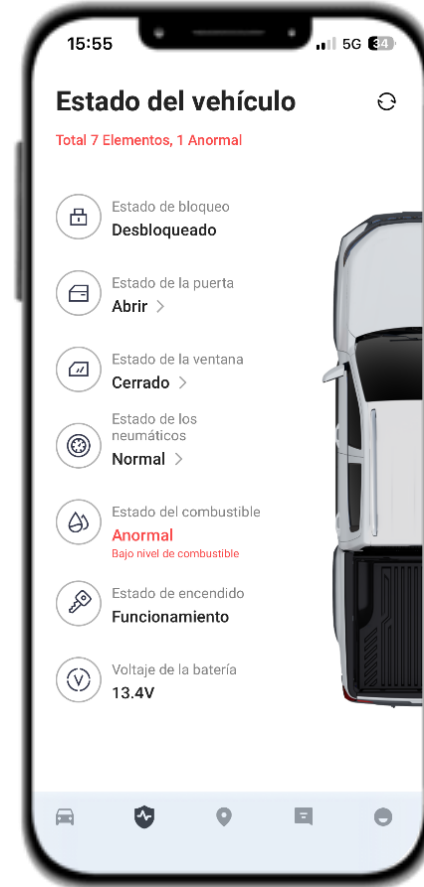 15:55
5G 34
Estado del vehículo
Total 7 Elementos, 1 Anormal
Estado de bloqueo
Desbloqueado
Estado de la puerta
Abrir >
Estado de la ventana
Cerrado >
Estado de los
neumáticos
Normal >
Estado del combustible
Anormal
Bajo nivel de combustible
Estado de encendido
Funcionamiento
V
Voltaje de la batería
13.4V